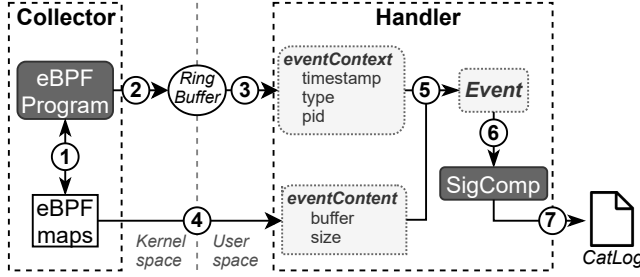 Collector
Handler
eBPF
Program
1
eBPF
maps
2
Ring
Buffer
3
4
Kernel
space
User
space
eventContext
timestamp
type
pid
eventContent
buffer
size
5
Event
6
SigComp
7
CatLog